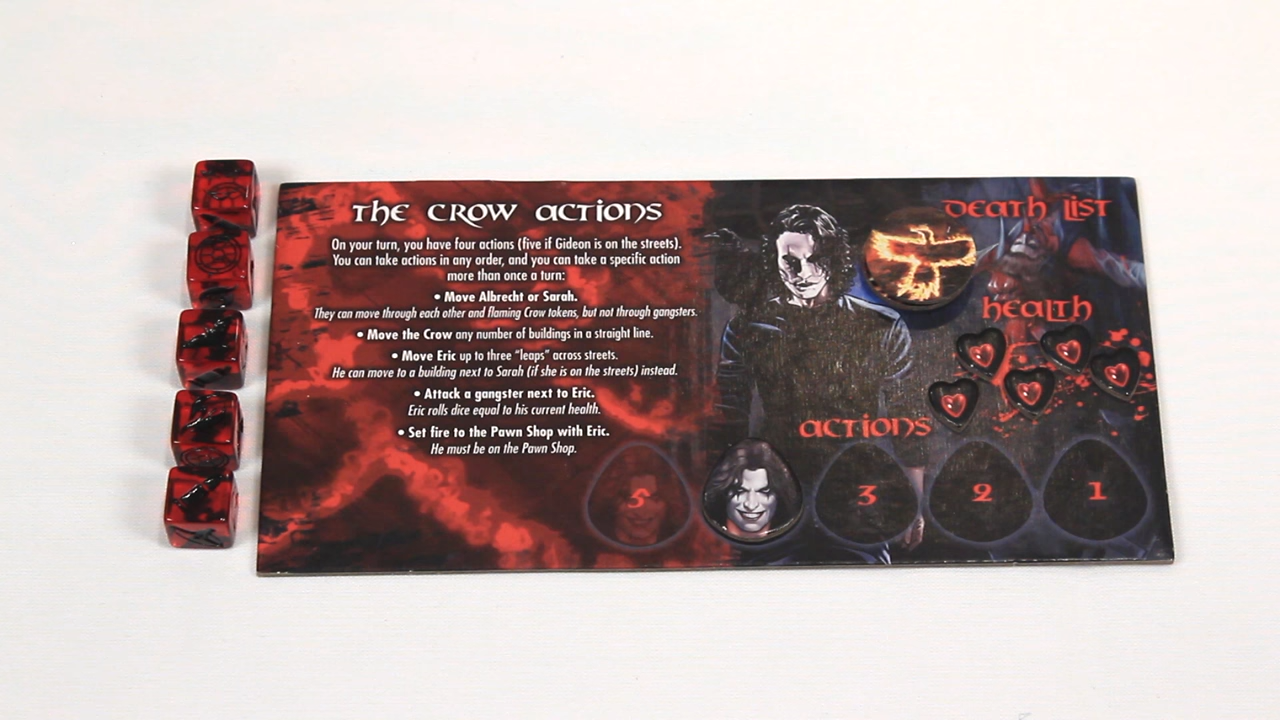 THE CROW ACTIONS
On your turn, you have four actions (five if Gideon is on the streets).
You can take actions in any order, and you can take a specific action
more than once a turn:
• Move Albrecht or Sarah.
They can move through each other and flaming Crow tokens, but not through gangsters.
• Move the Crow any number of buildings in a straight line.
• Move Eric up to three “leaps” across streets.
He can move to a building next to Sarah (if she is on the streets) instead.
• Attack a gangster next to Eric.
Eric rolls dice equal to his current health.
• Set fire to the Pawn Shop with Eric.
He must be on the Pawn Shop.
DEATH LIST
HEALTH
ACTIONS
5
3
2
1